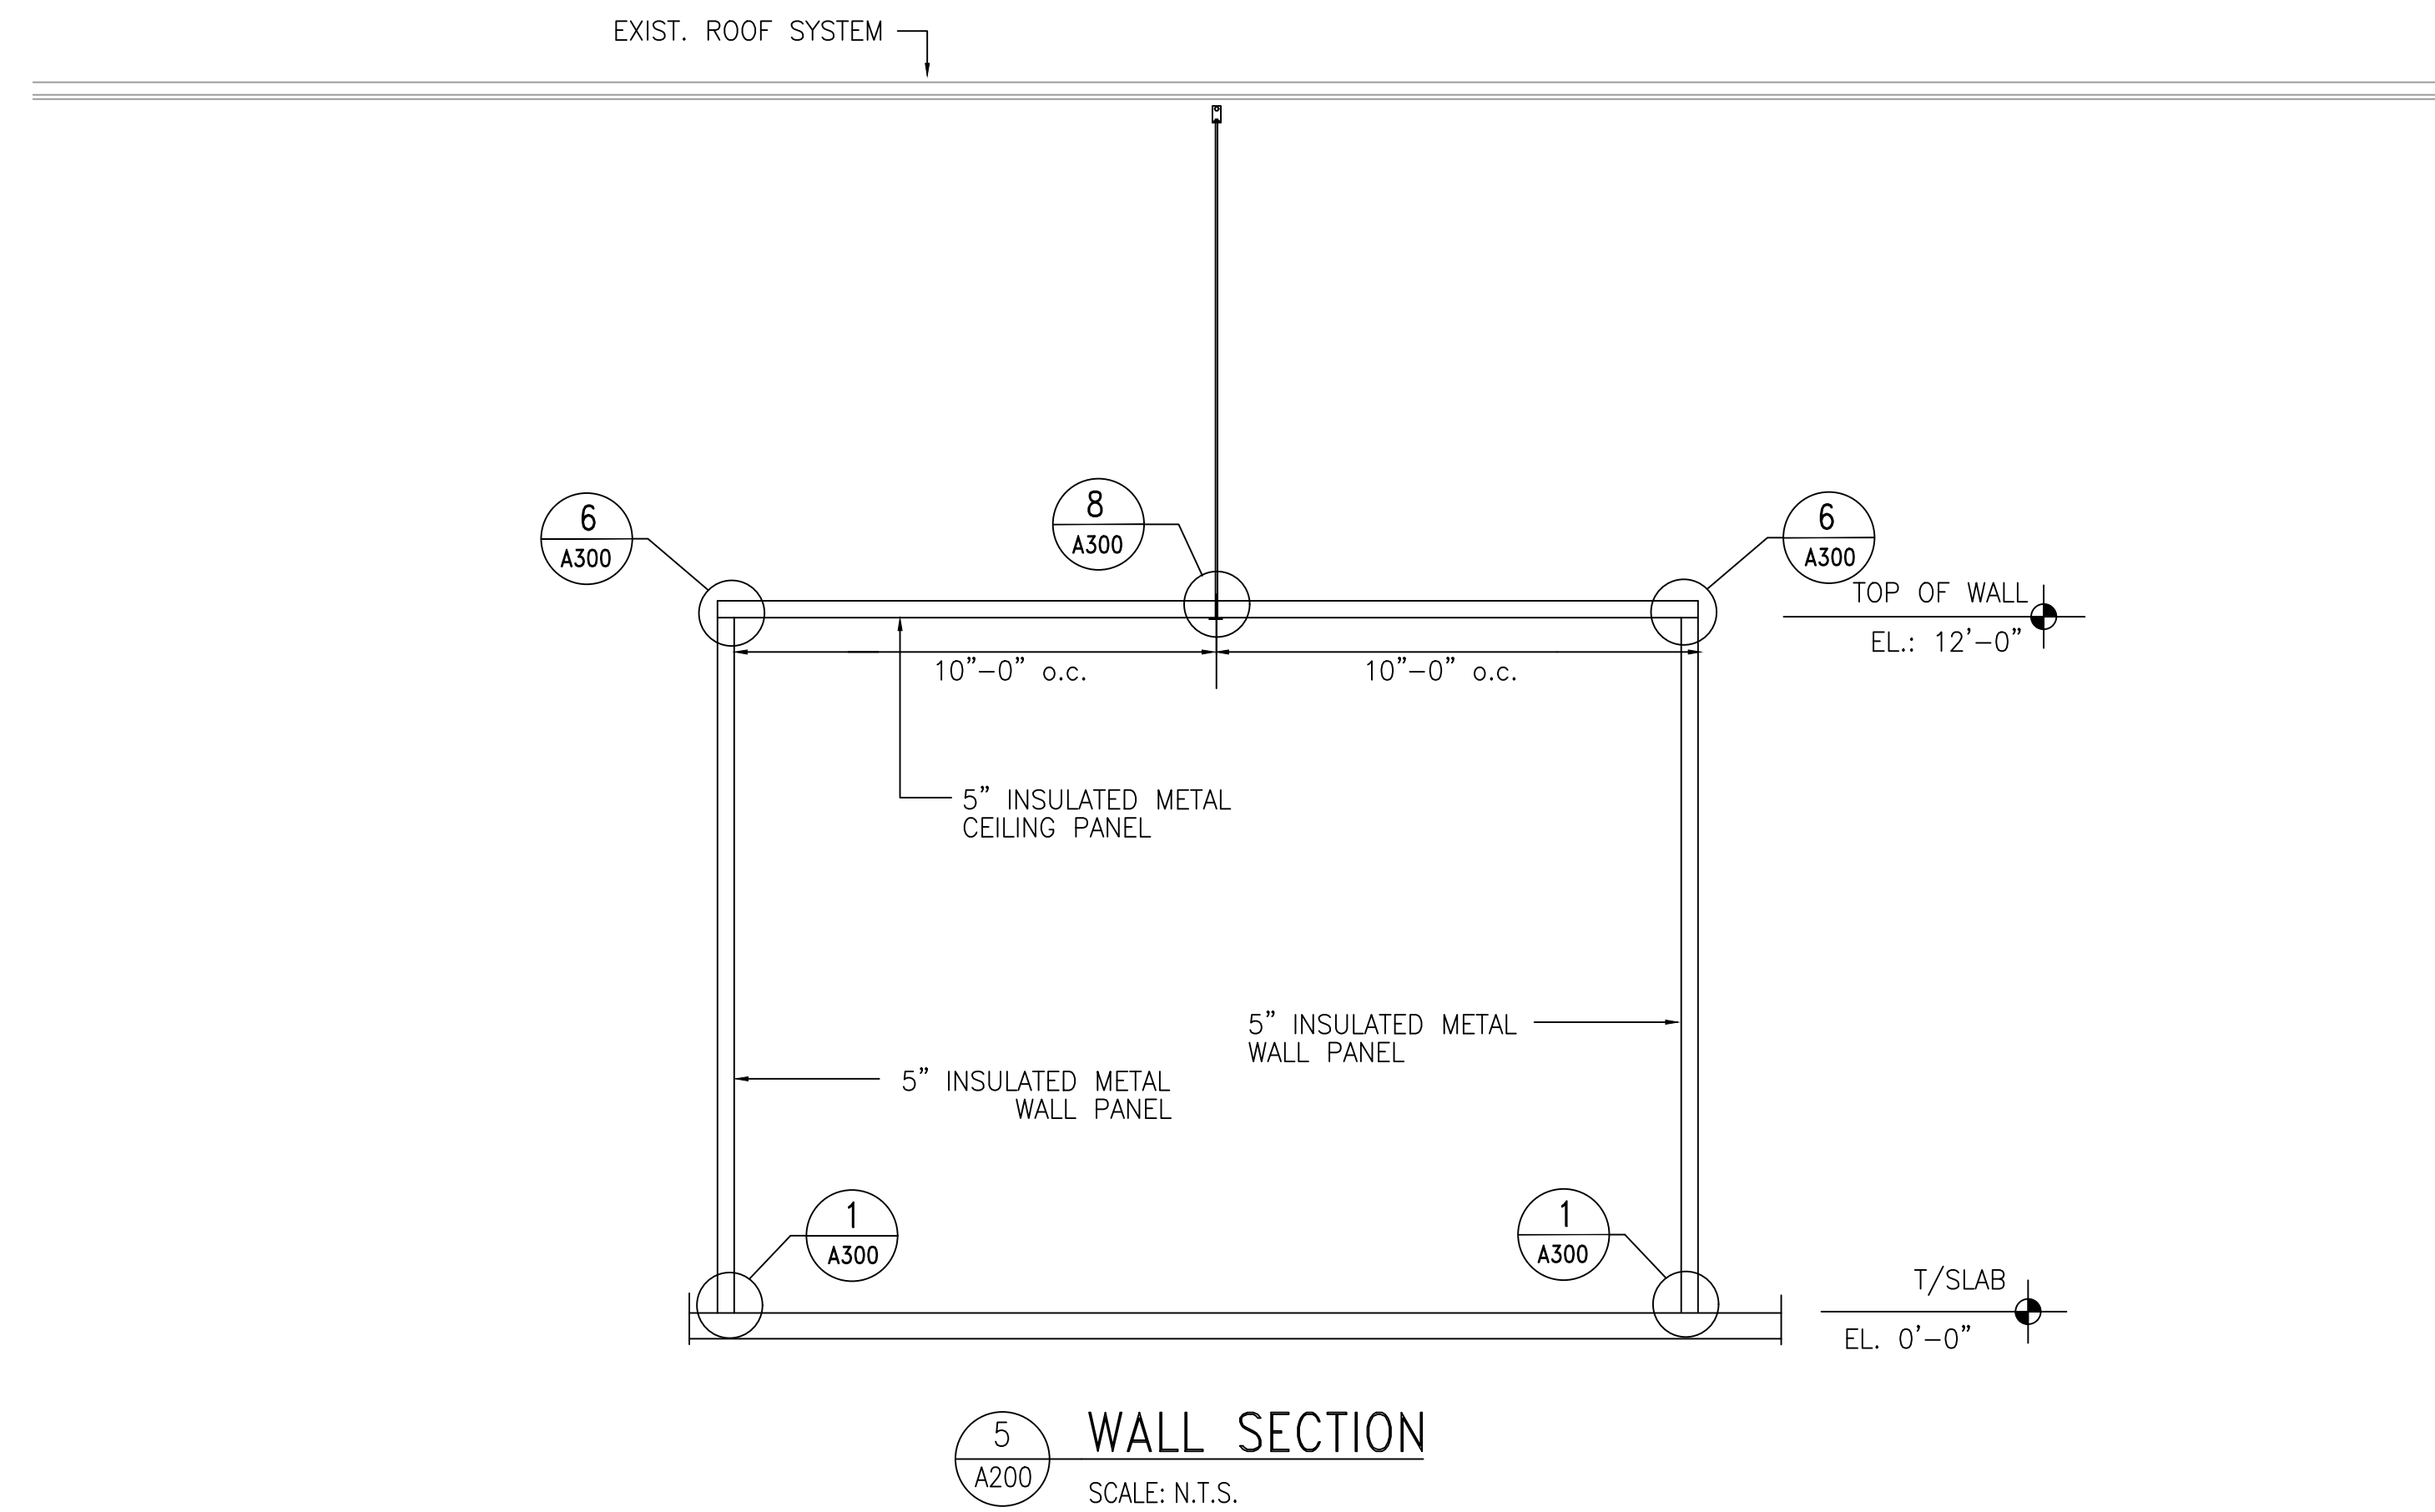 EXIST. ROOF SYSTEM
6
A300
8
A300
6
A300
TOP OF WALL
EL.: 12'-0"
10"-0" o.c.
10"-0" o.c.
5" INSULATED METAL
CEILING PANEL
5" INSULATED METAL
WALL PANEL
5" INSULATED METAL
WALL PANEL
1
A300
1
A300
T/SLAB
EL. 0'-0"
5
A200
WALL SECTION
SCALE: N.T.S.